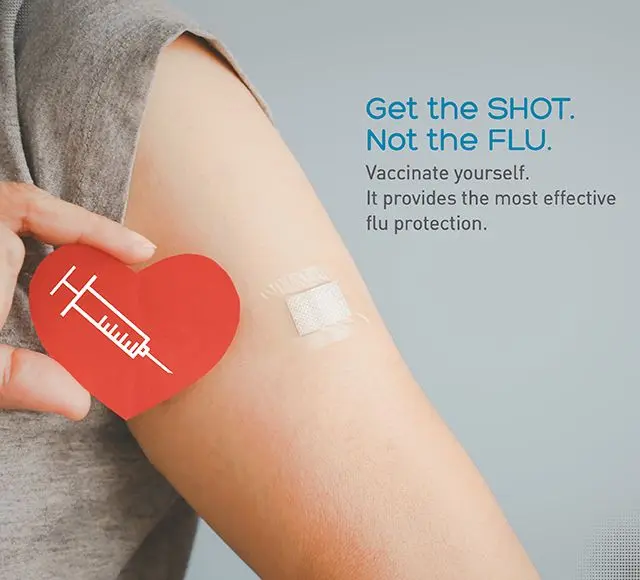 Get the SHOT.
Not the FLU.
Vaccinate yourself.
It provides the most effective
flu protection.